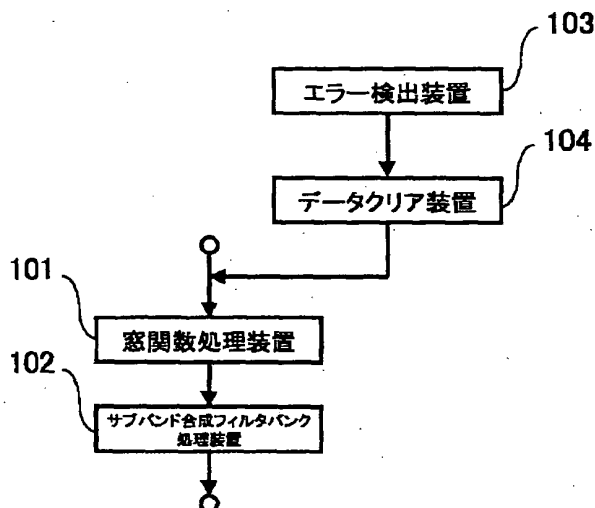 103
エラー検出装置
104
データクリア装置
101
窓関数処理装置
102
サブバンド合成フィルタバンク
処理装置